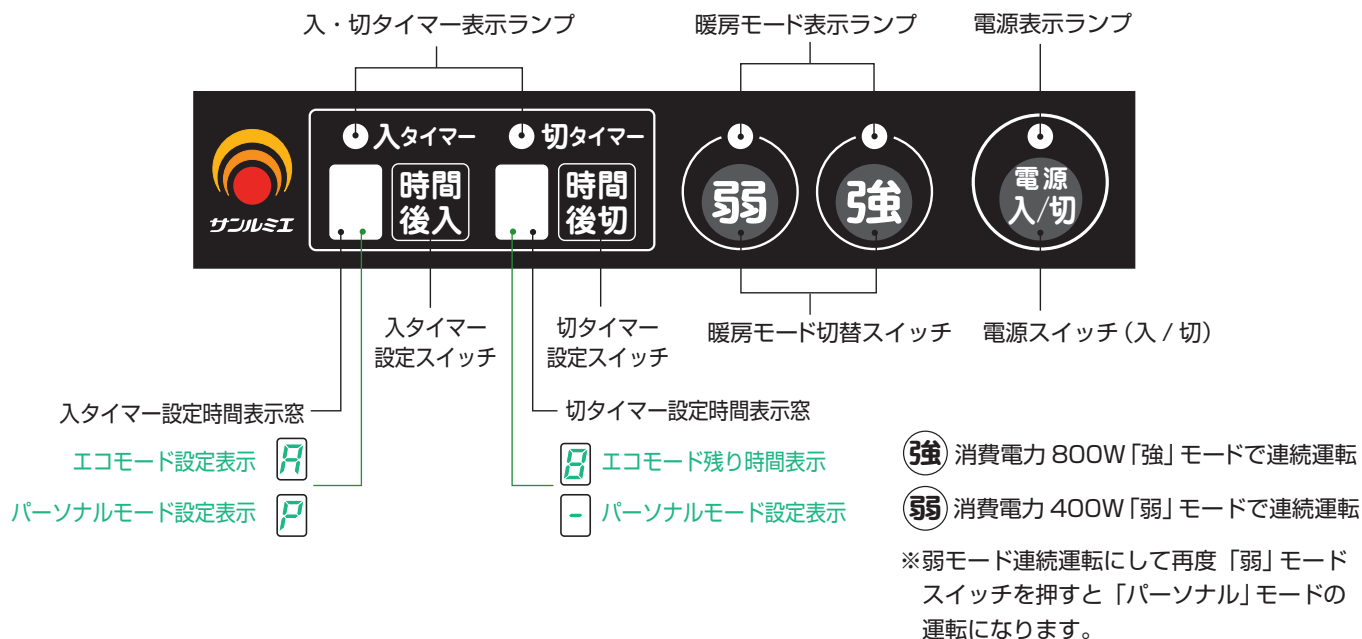 入・切タイマー表示ランプ
暖房モード表示ランプ
電源表示ランプ
入タイマー
切タイマー
時間
後入
時間
後切
弱
強
電源
入/切
サンルミエ
入タイマー
設定スイッチ
切タイマー
設定スイッチ
暖房モード切替スイッチ
電源スイッチ(入 / 切)
入タイマー設定時間表示窓
切タイマー設定時間表示窓
エコモード設定表示 A
8 エコモード残り時間表示
パーソナルモード設定表示 P
- パーソナルモード設定表示
強 消費電力 800W「強」モードで連続運転
弱 消費電力 400W「弱」モードで連続運転
※弱モード連続運転にして再度「弱」モード
スイッチを押すと「パーソナル」モードの
運転になります。